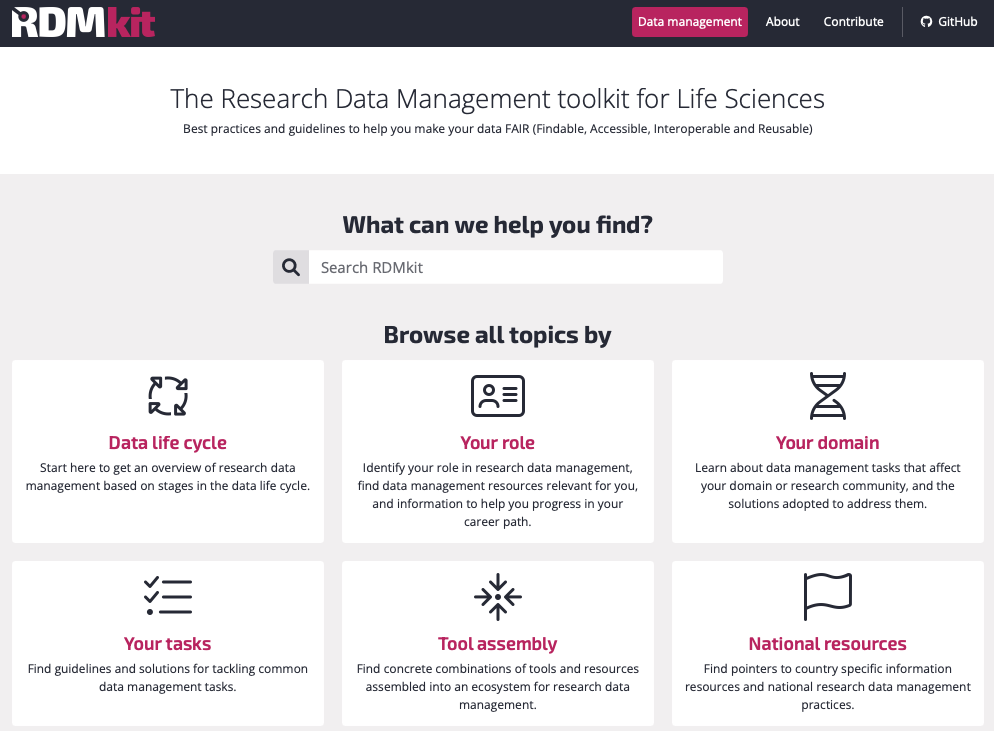 RDMkit
Data management
About
Contribute
GitHub
The Research Data Management toolkit for Life Sciences
Best practices and guidelines to help you make your data FAIR (Findable, Accessible, Interoperable and Reusable)
What can we help you find?
Search RDMkit
Browse all topics by
Data life cycle
Start here to get an overview of research data
management based on stages in the data life cycle.
Your role
Identify your role in research data management,
find data management resources relevant for you,
and information to help you progress in your
career path.
Your domain
Learn about data management tasks that affect
your domain or research community, and the
solutions adopted to address them.
Your tasks
Find guidelines and solutions for tackling common
data management tasks.
Tool assembly
Find concrete combinations of tools and resources
assembled into an ecosystem for research data
management.
National resources
Find pointers to country specific information
resources and national research data management
practices.